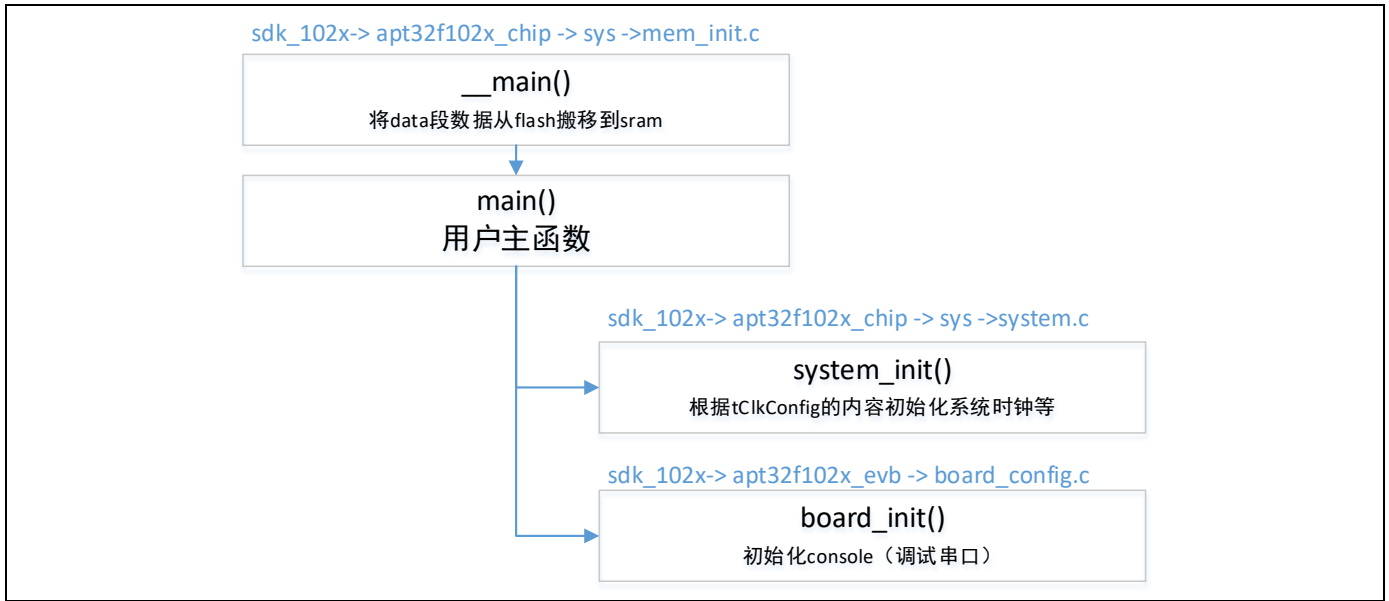 sdk_102x-> apt32f102x_chip -> sys ->mem_init.c
__main()
将data段数据从flash搬移到sram
main()
用户主函数
sdk_102x-> apt32f102x_chip -> sys ->system.c
system_init()
根据tClkConfig的内容初始化系统时钟等
sdk_102x-> apt32f102x_evb -> board_config.c
board_init()
初始化console（调试串口）